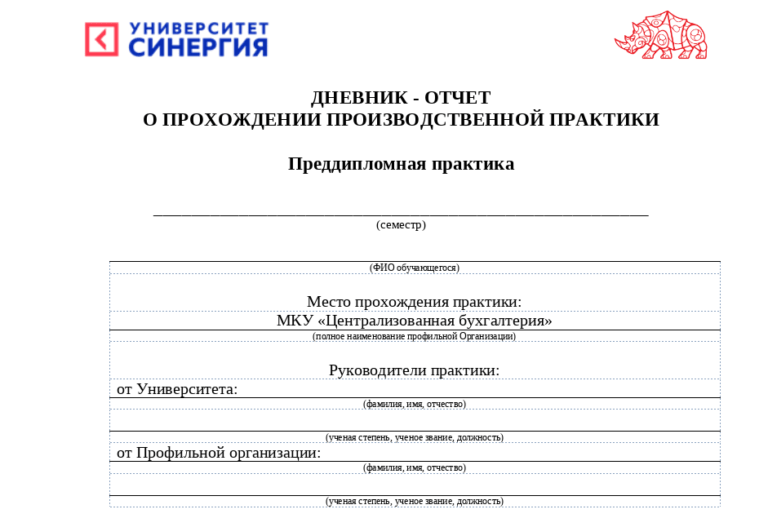 УНИВЕРСИТЕТ
СИНЕРГИЯ
ДНЕВНИК - ОТЧЕТ
О ПРОХОЖДЕНИИ ПРОИЗВОДСТВЕННОЙ ПРАКТИКИ
Преддипломная практика
(семестр)
(ФИО обучающегося)
Место прохождения практики:
МКУ «Централизованная бухгалтерия»
(полное наименование профильной Организации)
Руководители практики:
от Университета:
(фамилия, имя, отчество)
(ученая степень, ученое звание, должность)
от Профильной организации:
(фамилия, имя, отчество)
(ученая степень, ученое звание, должность)